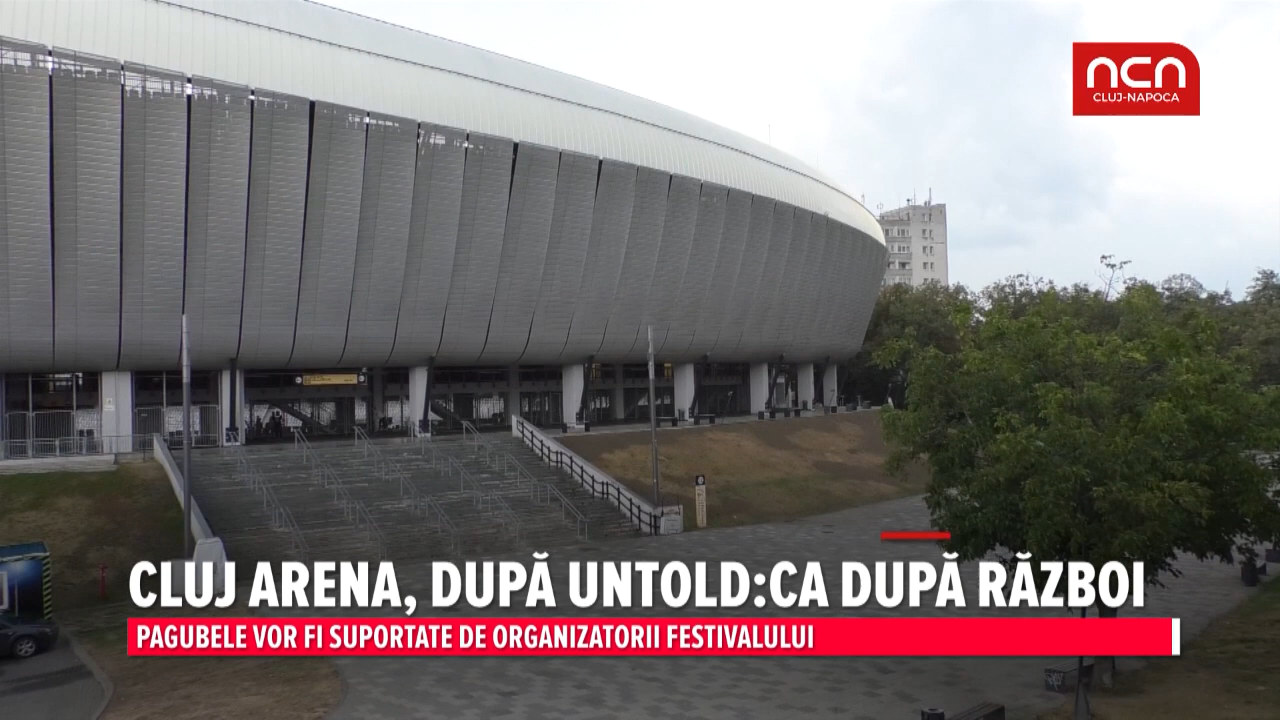 ncn
CLUJ-NAPOCA
CLUJ ARENA, DUPĂ UNTOLD:CA DUPĂ RĂZBOI
PAGUBELE VOR FI SUPORTATE DE ORGANIZATORII FESTIVALULUI